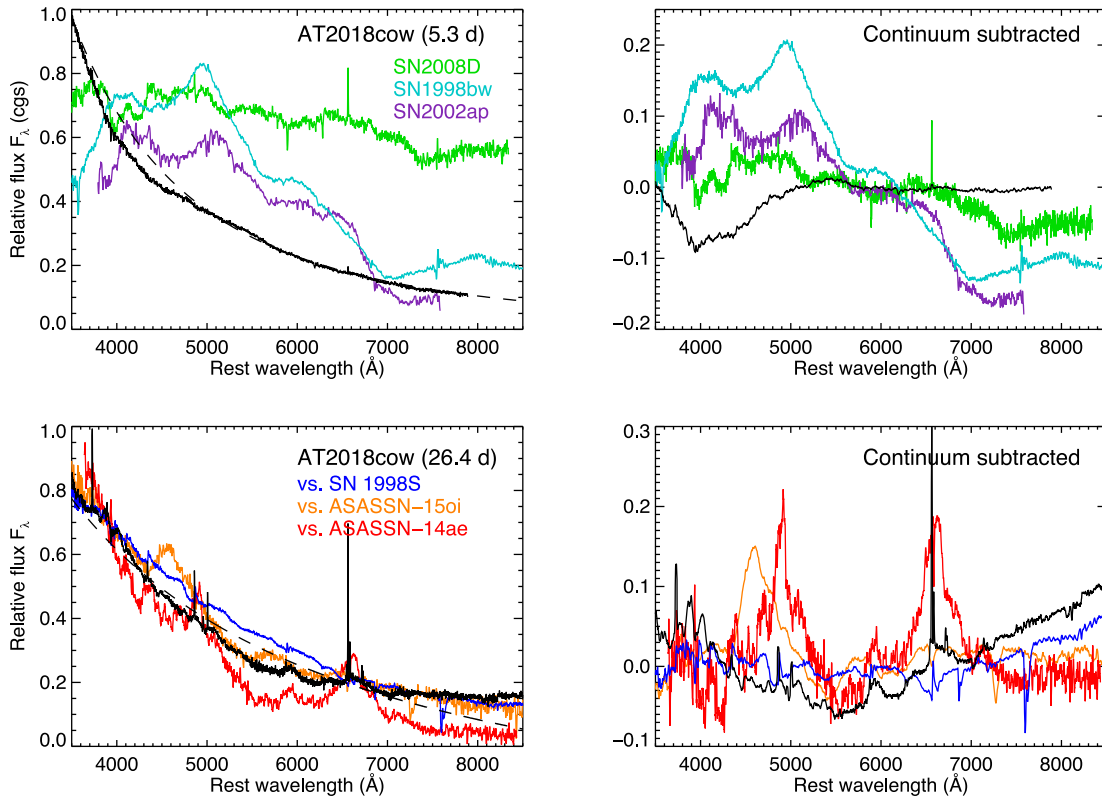 AT2018cow (5.3 d)
SN2008D
SN1998bw
SN2002ap
Relative flux Fλ (cgs)
1.0
0.8
0.6
0.4
0.2
0.0
4000 5000 6000 7000 8000
Rest wavelength (Å)
Continuum subtracted
0.2
0.1
0.0
−0.1
−0.2
4000 5000 6000 7000 8000
Rest wavelength (Å)
AT2018cow (26.4 d)
vs. SN 1998S
vs. ASASSN−15oi
vs. ASASSN−14ae
Relative flux Fλ
1.0
0.8
0.6
0.4
0.2
0.0
4000 5000 6000 7000 8000
Rest wavelength (Å)
Continuum subtracted
0.3
0.2
0.1
0.0
−0.1
4000 5000 6000 7000 8000
Rest wavelength (Å)